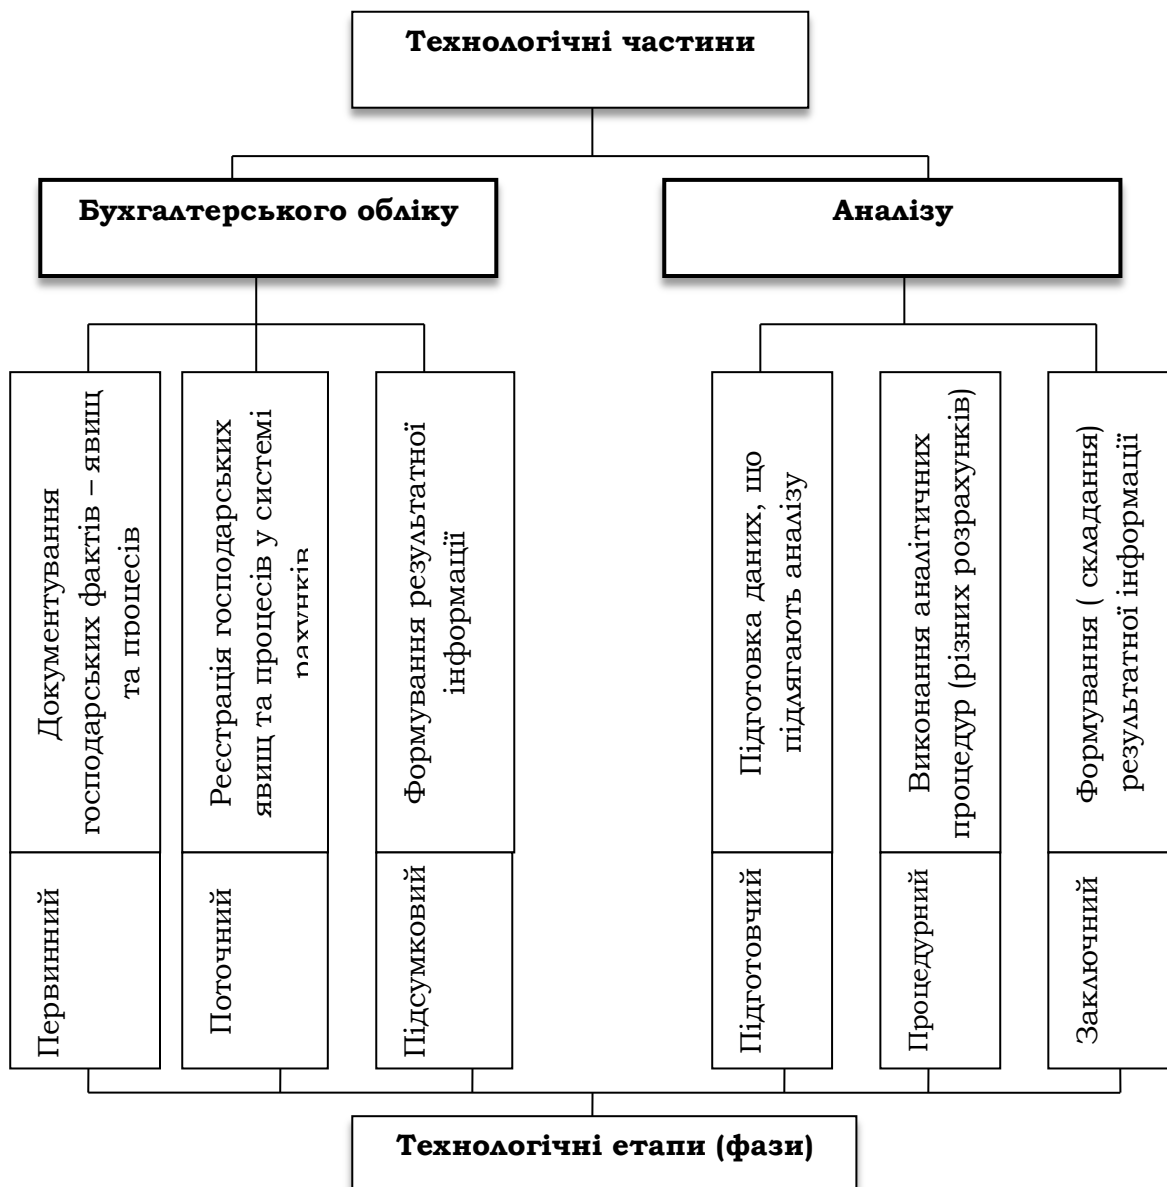 Технологічні частини
Бухгалтерського обліку
Аналізу
Документування
господарських фактів – явищ
та процесів
Реєстрація господарських
явищ та процесів у системі
рахунків
Формування результатної
інформації
Підготовка даних, що
підлягають аналізу
Виконання аналітичних
процедур (різних розрахунків)
Формування ( складання)
результатної інформації
Первинний
Поточний
Підсумковий
Підготовчий
Процедурний
Заключний
Технологічні етапи (фази)